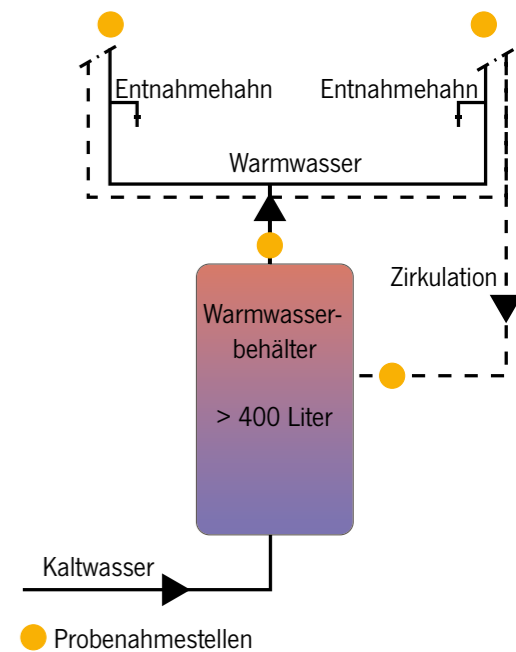 Entnahmehahn
Entnahmehahn
Warmwasser
Zirkulation
Warmwasser-
behälter
> 400 Liter
Kaltwasser
Probenahmestellen